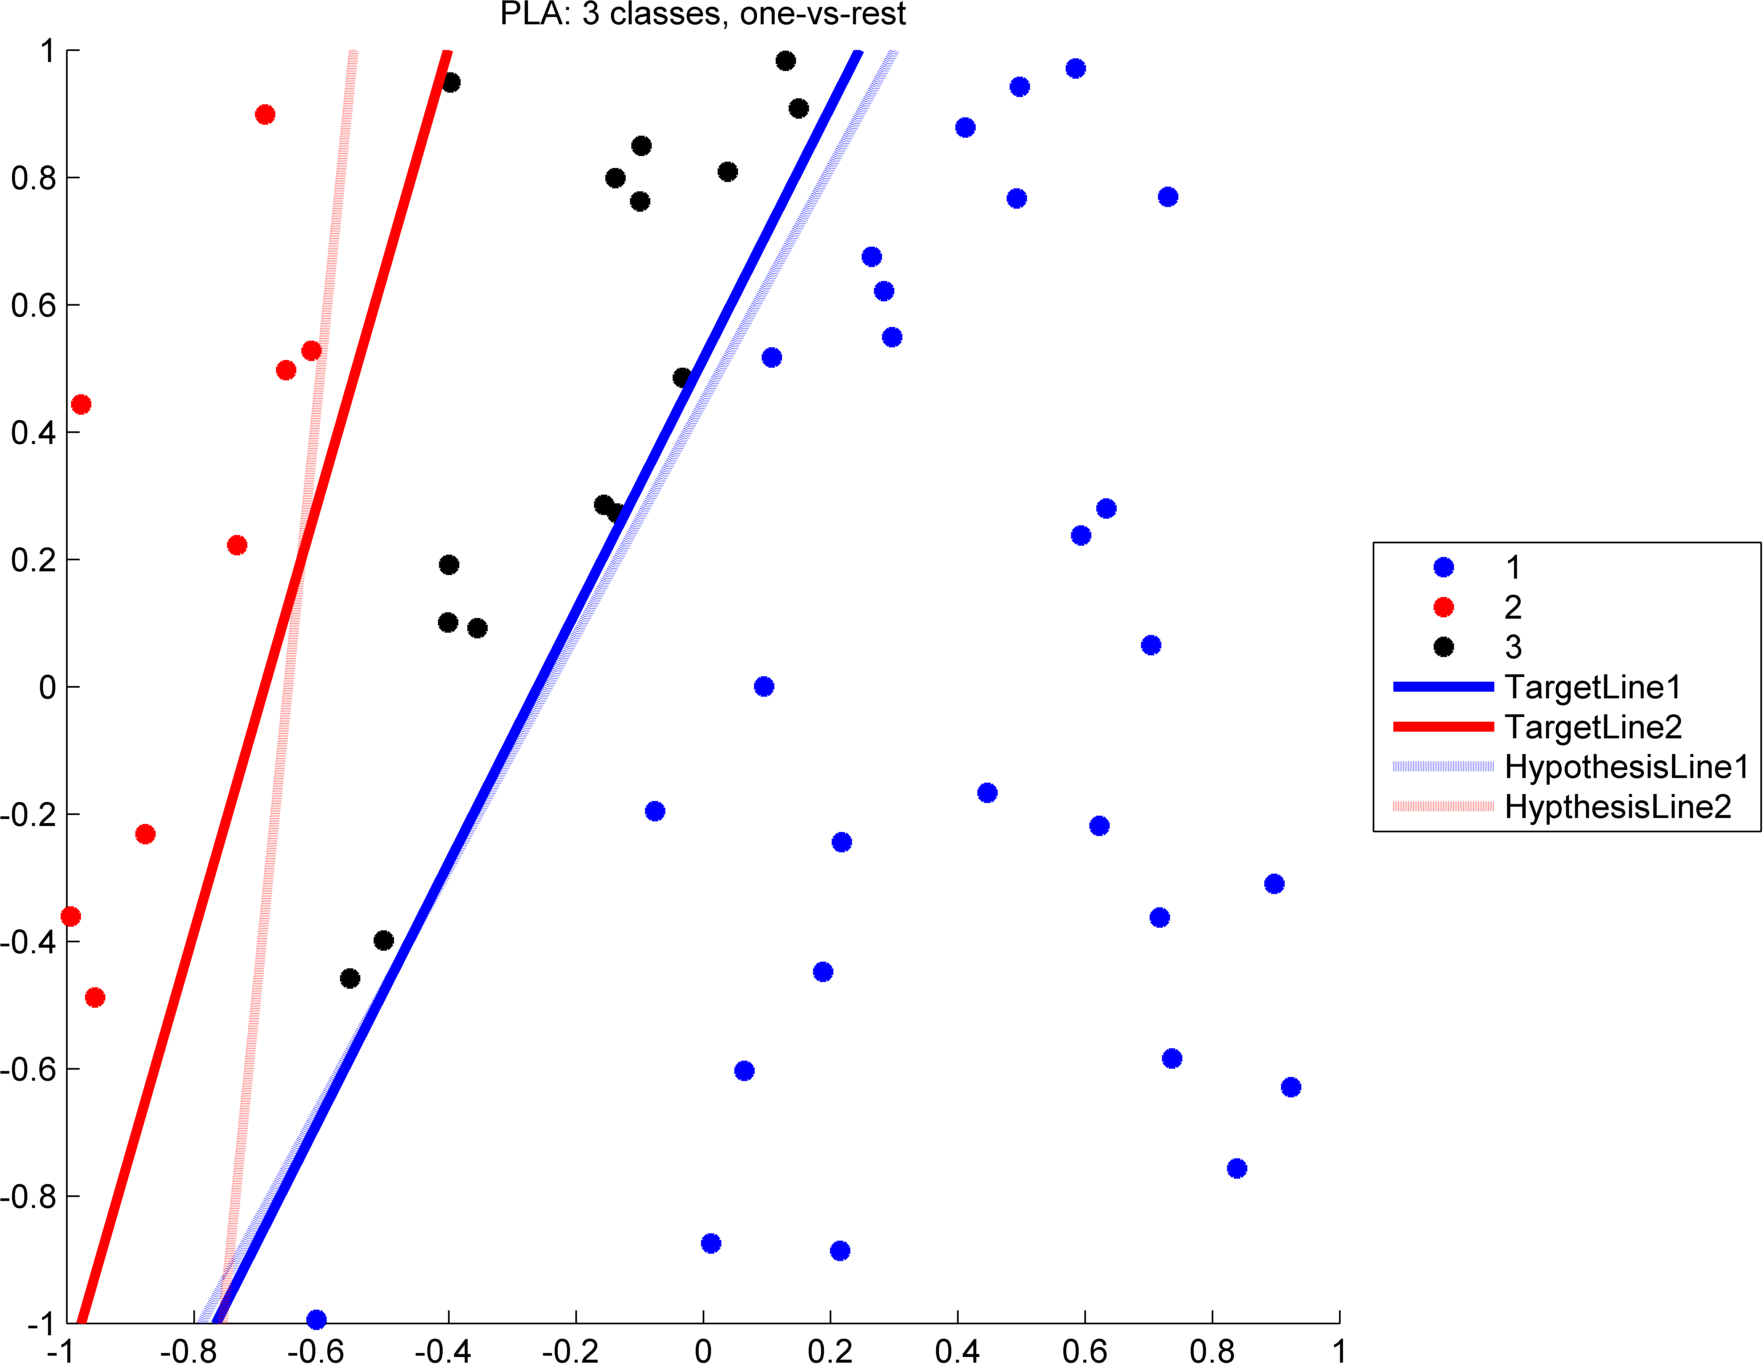 PLA: 3 classes, one-vs-rest
1
0.8
0.6
0.4
0.2
0
-0.2
-0.4
-0.6
-0.8
-1
-1 -0.8 -0.6 -0.4 -0.2 0 0.2 0.4 0.6 0.8 1
1
2
3
TargetLine1
TargetLine2
HypothesisLine1
HypthesisLine2